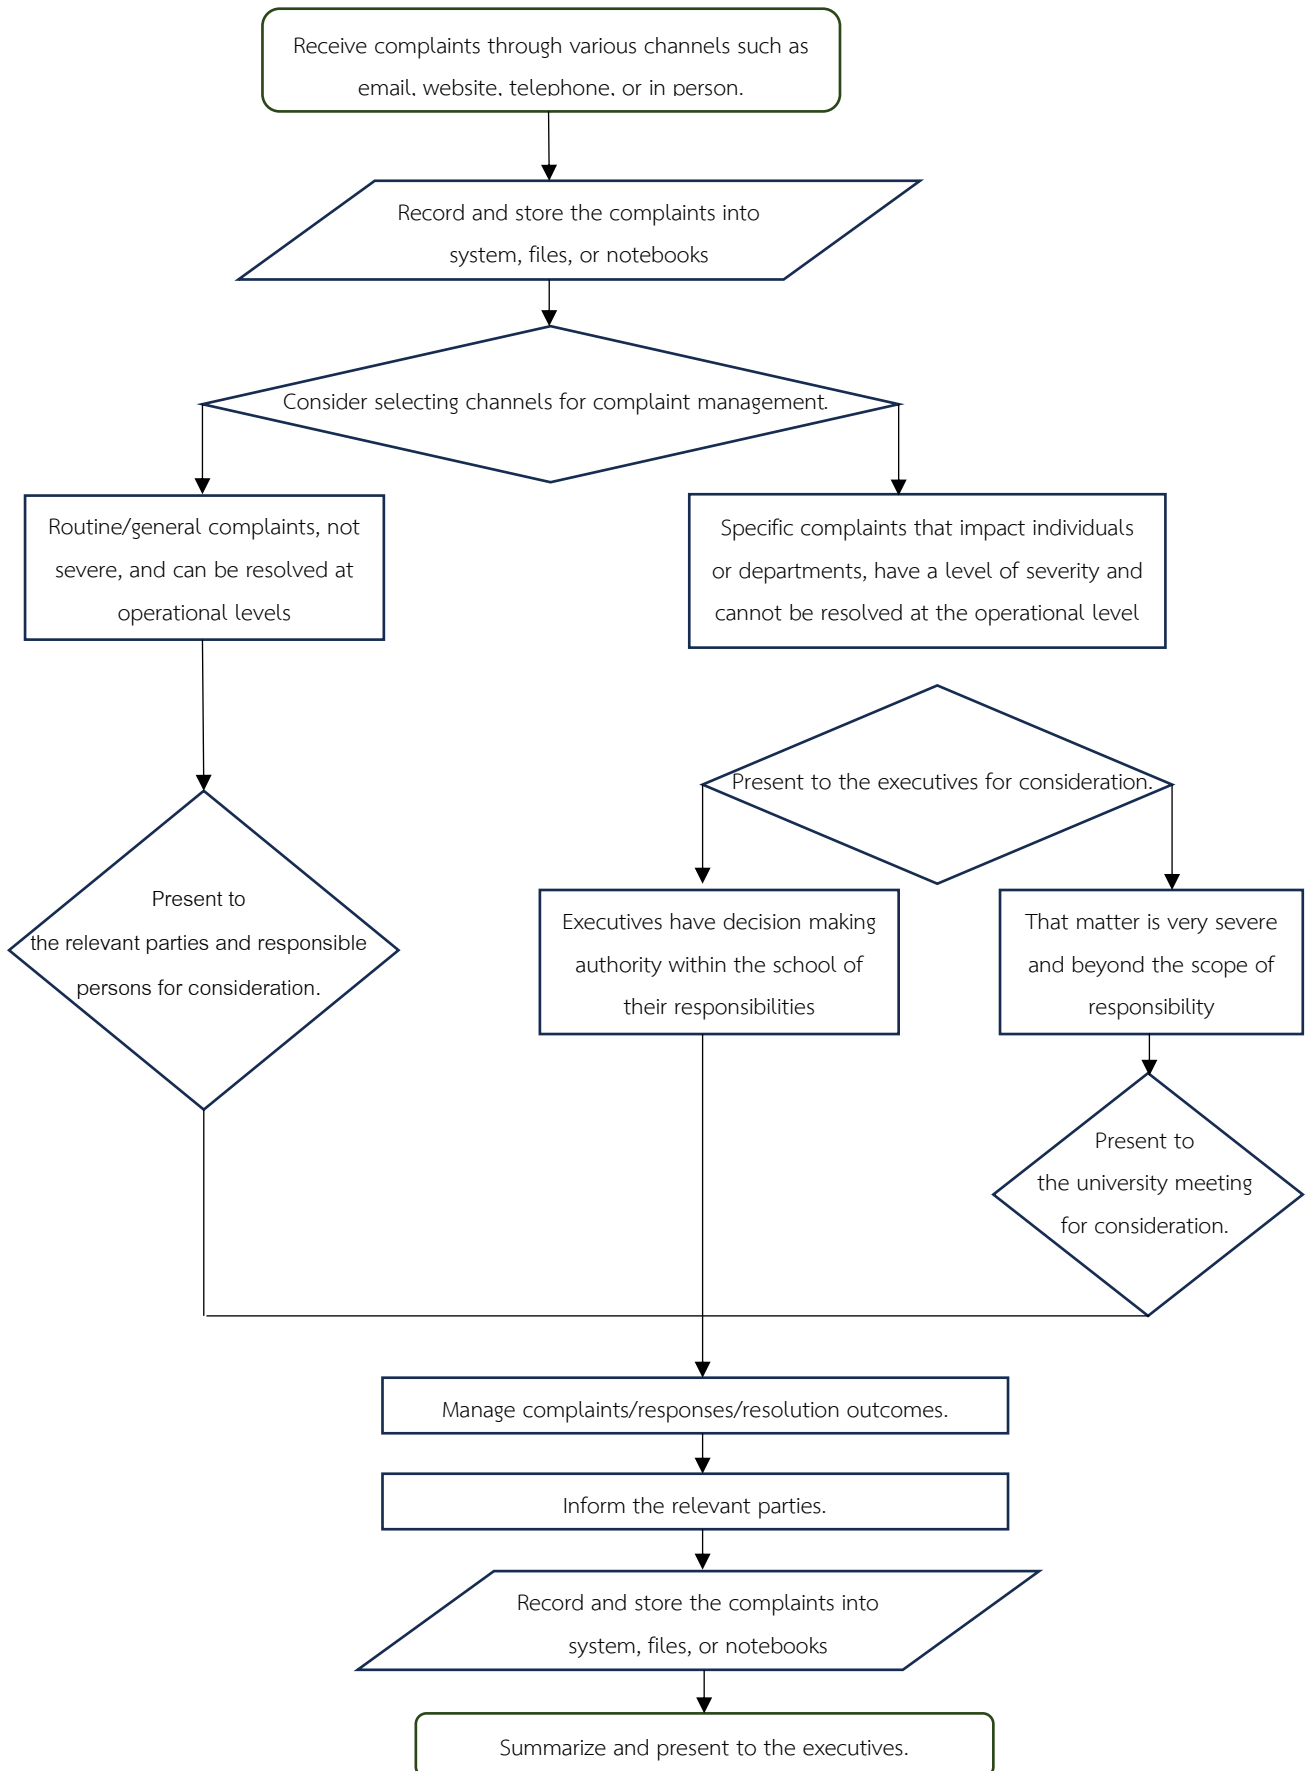 Receive complaints through various channels such as
email, website, telephone, or in person.
Record and store the complaints into
system, files, or notebooks
Consider selecting channels for complaint management.
Routine/general complaints, not
severe, and can be resolved at
operational levels
Specific complaints that impact individuals
or departments, have a level of severity and
cannot be resolved at the operational level
Present to the executives for consideration.
Present to
the relevant parties and responsible
persons for consideration.
Executives have decision making
authority within the school of
their responsibilities
That matter is very severe
and beyond the scope of
responsibility
Present to
the university meeting
for consideration.
Manage complaints/responses/resolution outcomes.
Inform the relevant parties.
Record and store the complaints into
system, files, or notebooks
Summarize and present to the executives.